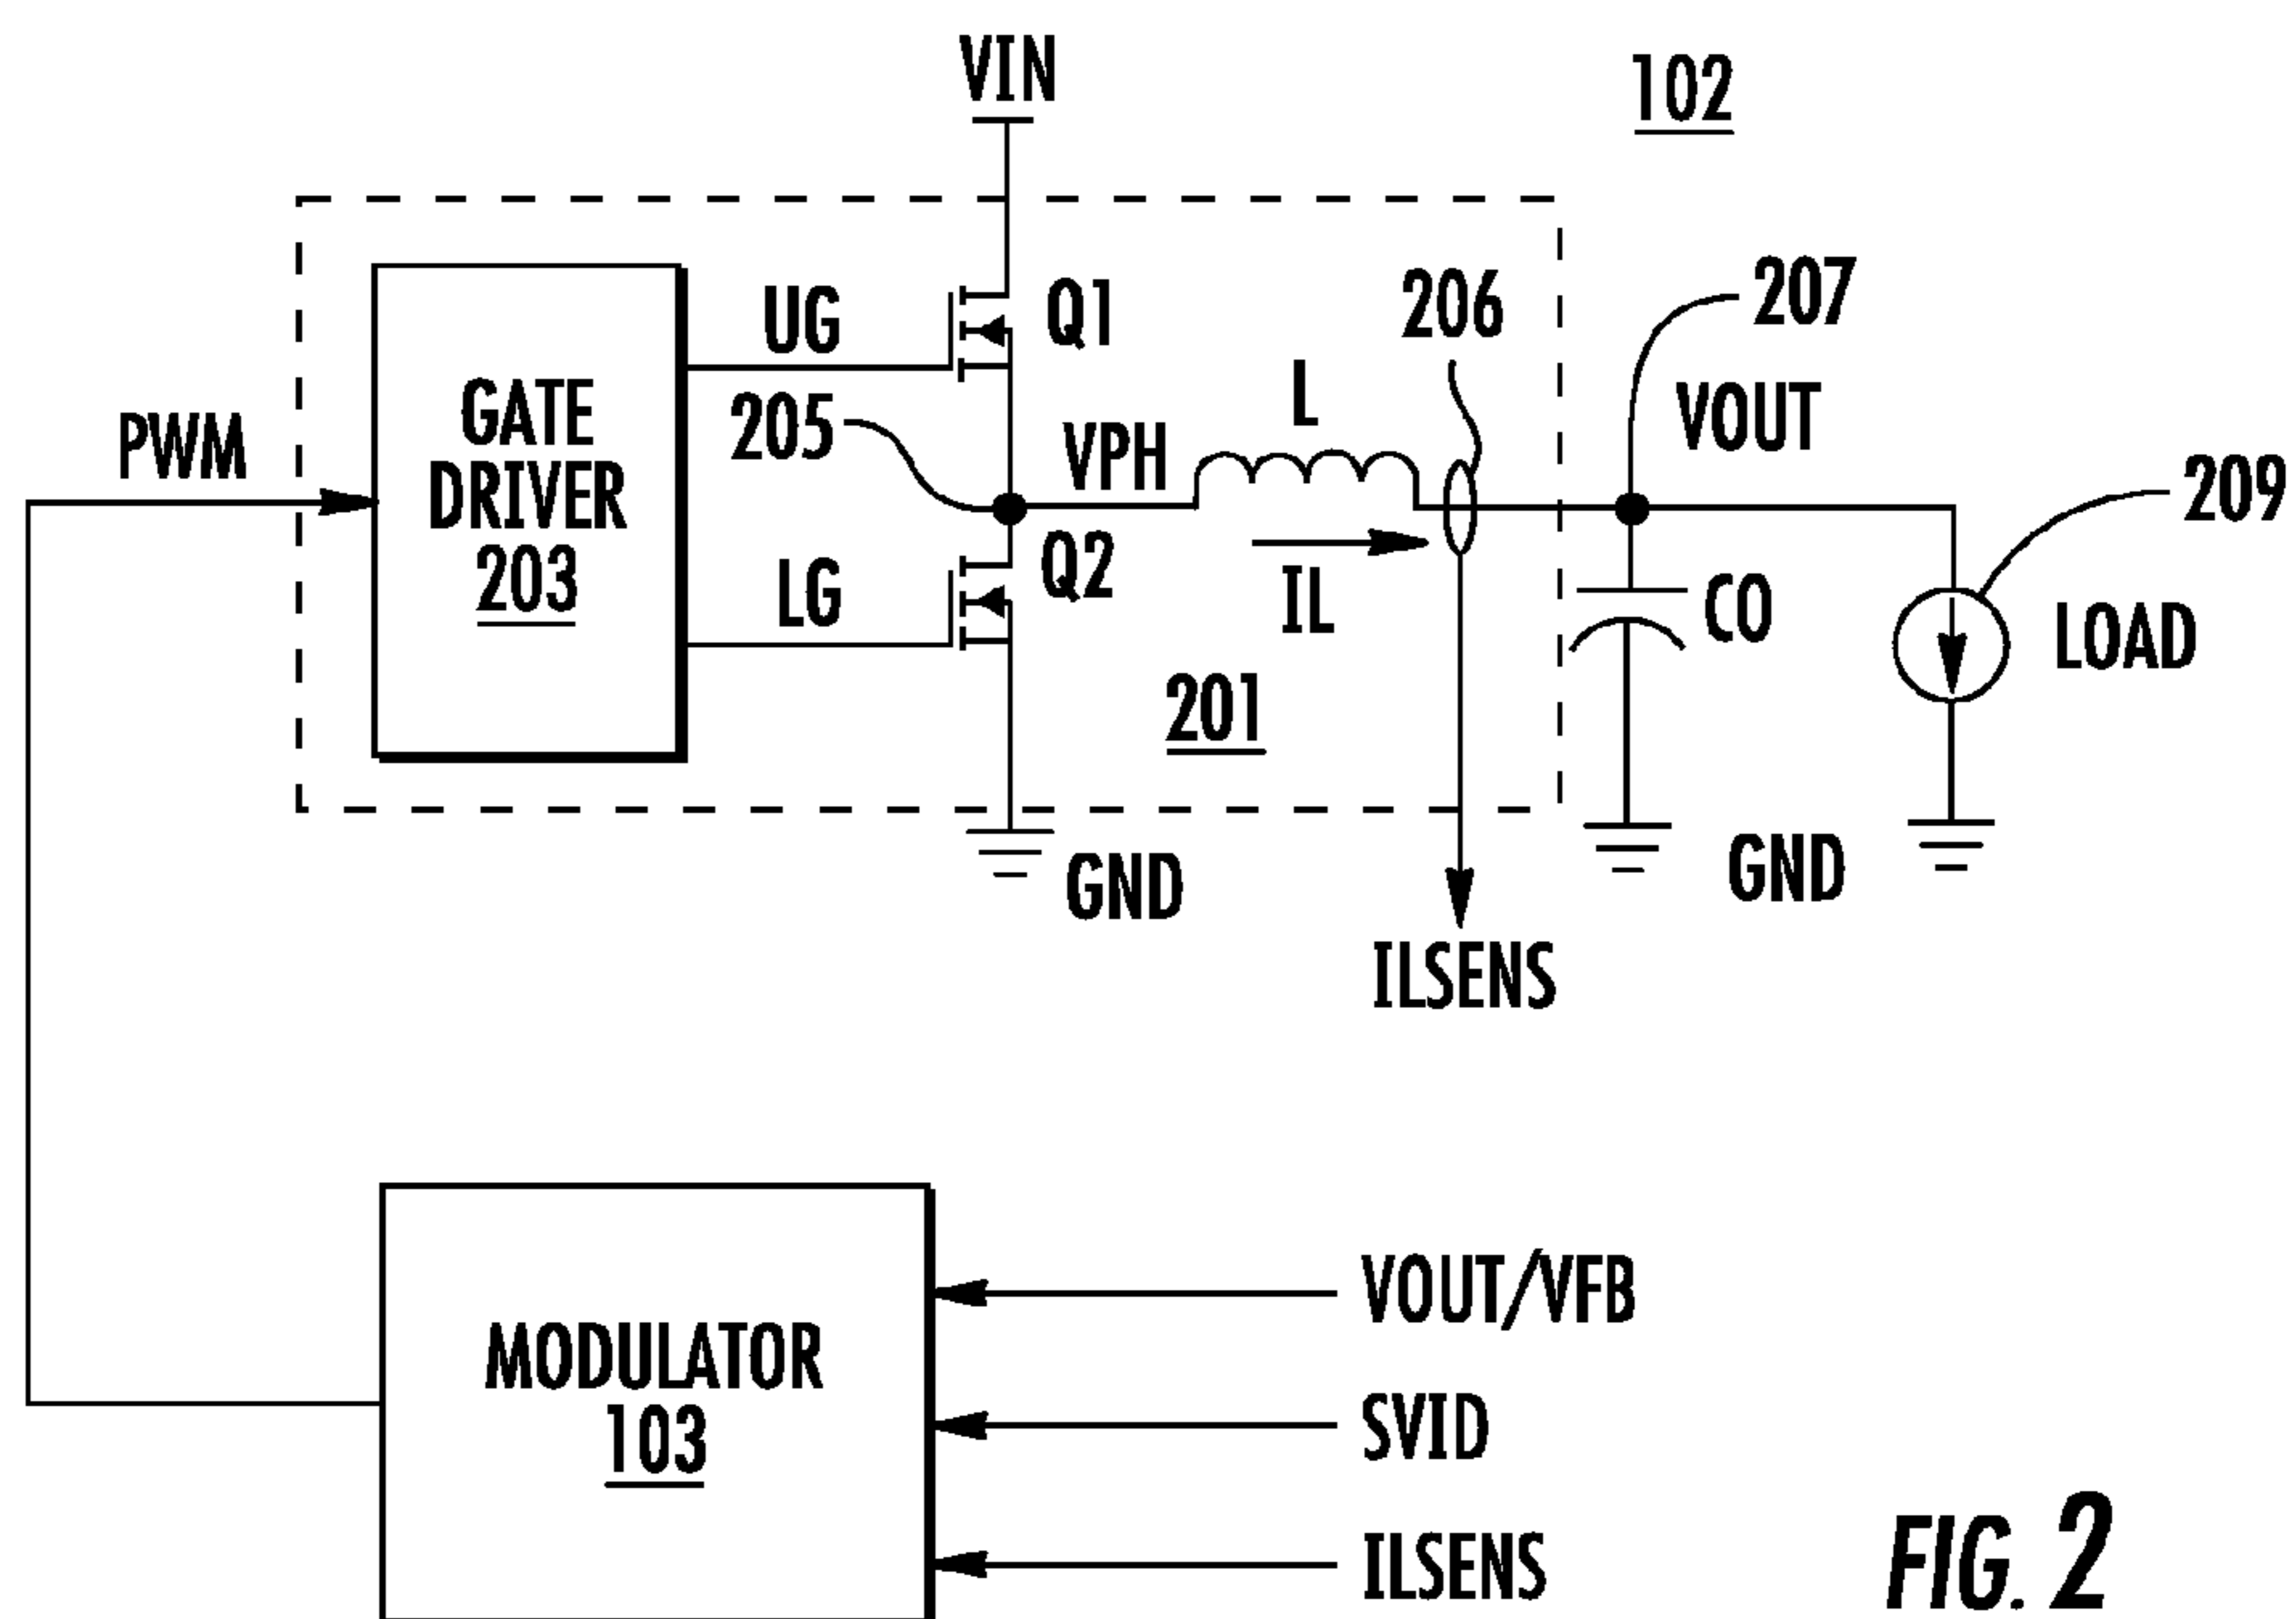 VIN
102
UG
Q1
206
207
GATE
DRIVER
203
205
L
VOUT
PWM
VPH
209
LG
Q2
IL
CO
LOAD
201
GND
GND
ILSENS
MODULATOR
103
VOUT/VFB
SVID
ILSENS
FIG. 2